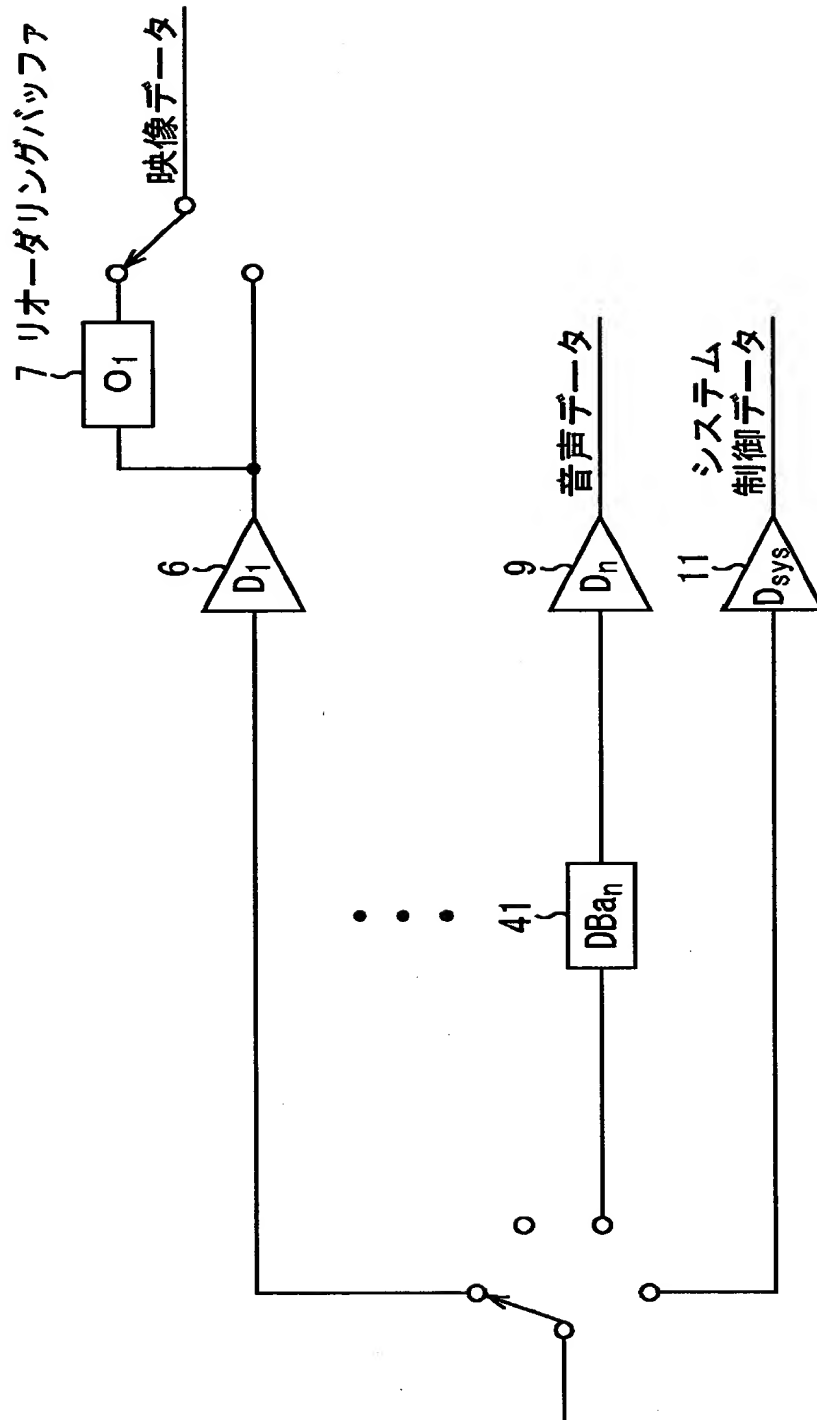 7 リオーダリングバッファ
O1
映像データ
6
D1
41
DBan
9
Dn
音声データ
11
Dsys
システム
制御データ